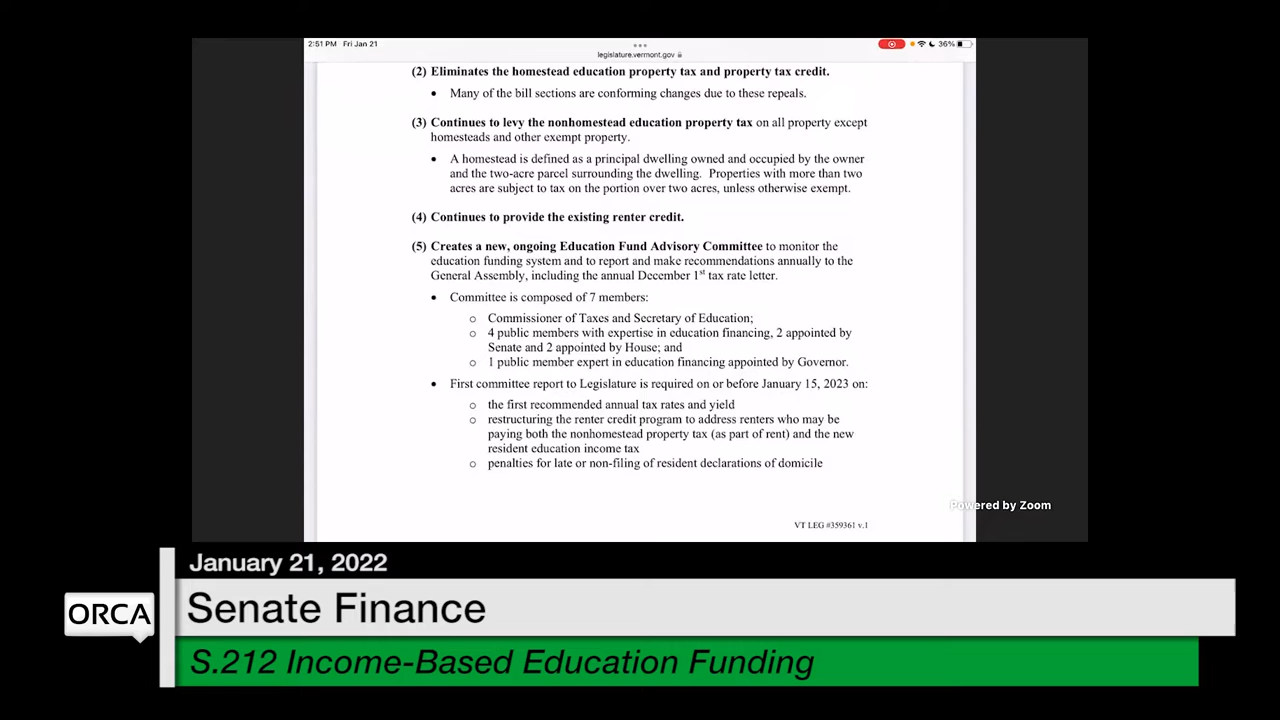 2:51 PM Fri Jan 21
36%
legislature.vermont.gov
(2) Eliminates the homestead education property tax and property tax credit.
• Many of the bill sections are conforming changes due to these repeals.
(3) Continues to levy the nonhomestead education property tax on all property except
homesteads and other exempt property.
• A homestead is defined as a principal dwelling owned and occupied by the owner
and the two-acre parcel surrounding the dwelling. Properties with more than two
acres are subject to tax on the portion over two acres, unless otherwise exempt.
(4) Continues to provide the existing renter credit.
(5) Creates a new, ongoing Education Fund Advisory Committee to monitor the
education funding system and to report and make recommendations annually to the
General Assembly, including the annual December 1st tax rate letter.
• Committee is composed of 7 members:
o Commissioner of Taxes and Secretary of Education;
o 4 public members with expertise in education financing, 2 appointed by
Senate and 2 appointed by House; and
o 1 public member expert in education financing appointed by Governor.
• First committee report to Legislature is required on or before January 15, 2023 on:
o the first recommended annual tax rates and yield
o restructuring the renter credit program to address renters who may be
paying both the nonhomestead property tax (as part of rent) and the new
resident education income tax
o penalties for late or non-filing of resident declarations of domicile
Powered by Zoom
VT LEG #359361 v.1
January 21, 2022
ORCA
Senate Finance
S.212 Income-Based Education Funding